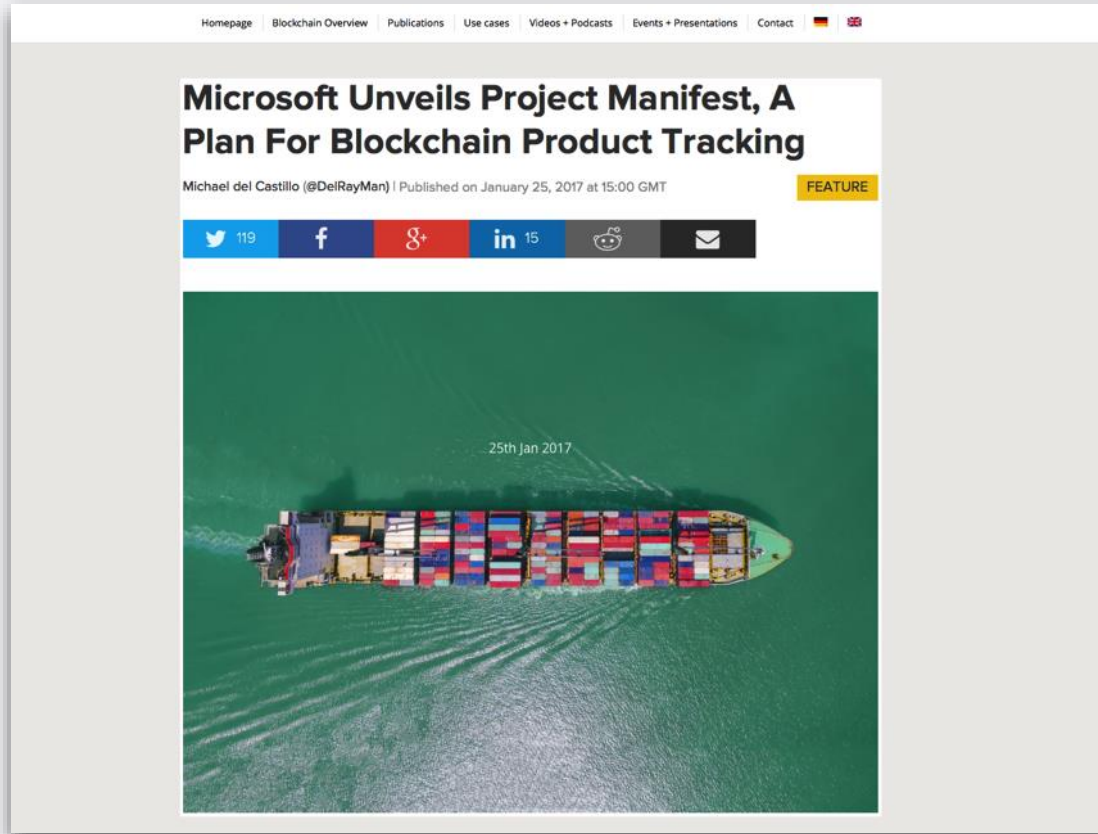 Homepage Blockchain Overview Publications Use cases Videos + Podcasts Events + Presentations Contact
Microsoft Unveils Project Manifest, A
Plan For Blockchain Product Tracking
Michael del Castillo (@DelRayMan) | Published on January 25, 2017 at 15:00 GMT
FEATURE
119 f g+ in 15
25th Jan 2017